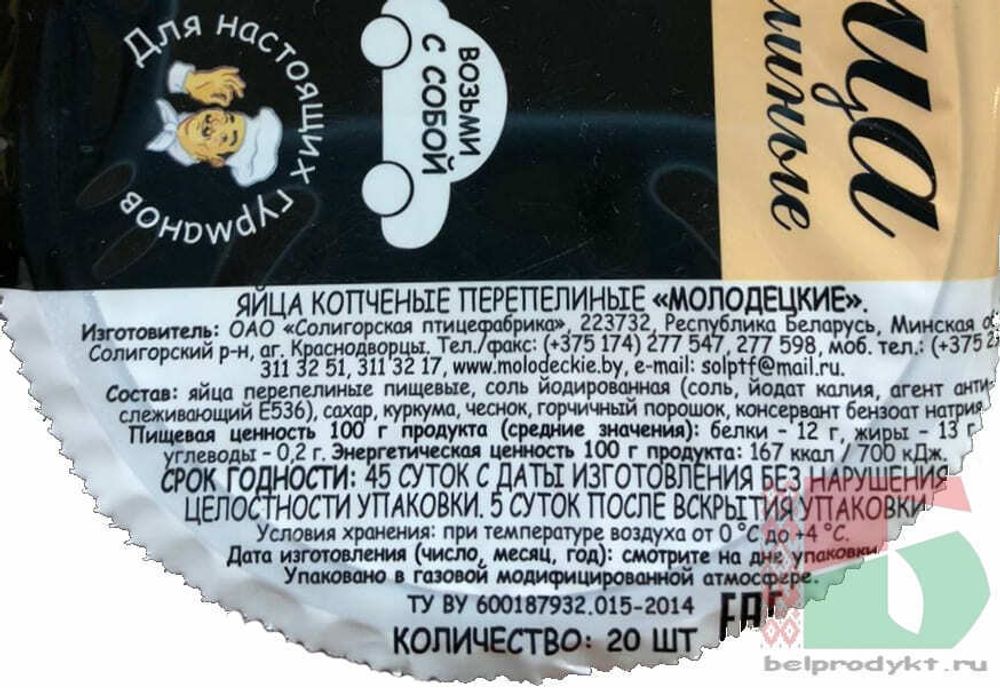 Для настоящих гурманов
ВОЗЬМИ
С СОБОЙ
ЯЙЦА КОПЧЕНЫЕ ПЕРЕПЕЛИНЫЕ «МОЛОДЕЦКИЕ».
Изготовитель: ОАО «Солигорская птицефабрика», 223732, Республика Беларусь, Минская
Солигорский р-н, аг. Краснодворцы. Тел./факс: (+375 174) 277 547, 277 598, моб. тел.: (+375
311 32 51, 311 32 17, www.molodeckie.by, e-mail: solptf@mail.ru.
Состав: яйца перепелиные пищевые, соль йодированная (соль, йодат калия, агент анти-
слеживающий Е536), сахар, куркума, чеснок, горчичный порошок, консервант бензоат натрия
Пищевая ценность 100 г продукта (средние значения): белки - 12 г, жиры - 13 г
углеводы - 0,2 г. Энергетическая ценность 100 г продукта: 167 ккал / 700 кДж.
СРОК ГОДНОСТИ: 45 СУТОК С ДАТЫ ИЗГОТОВЛЕНИЯ БЕЗ НАРУШЕНИЯ
ЦЕЛОСТНОСТИ УПАКОВКИ. 5 СУТОК ПОСЛЕ ВСКРЫТИЯ УПАКОВКИ
Условия хранения: при температуре воздуха от 0 °С до +4 °С.
Дата изготовления (число, месяц, год): смотрите на дне упаковки
Упаковано в газовой модифицированной атмосфере.
ТУ BY 600187932.015-2014 EAC
КОЛИЧЕСТВО: 20 ШТ
belprodykt.ru